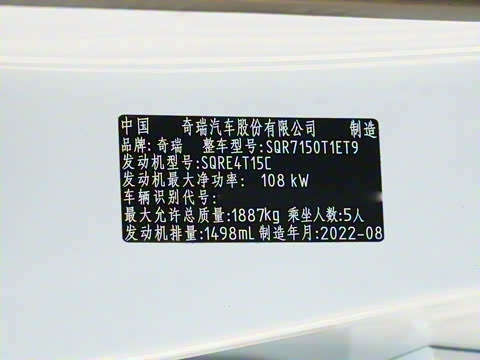 中国 奇瑞汽车股份有限公司 制造
品牌:奇瑞 整车型号:SQR7150T1ET9
发动机型号:SQRE4T15C
发动机最大净功率: 108 kW
车辆识别代号:
最大允许总质量:1887kg 乘坐人数:5人
发动机排量:1498mL 制造年月:2022-08